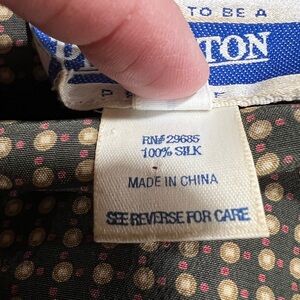 TO BE A
TON
P
RN# 29685
100% SILK
MADE IN CHINA
SEE REVERSE FOR CARE